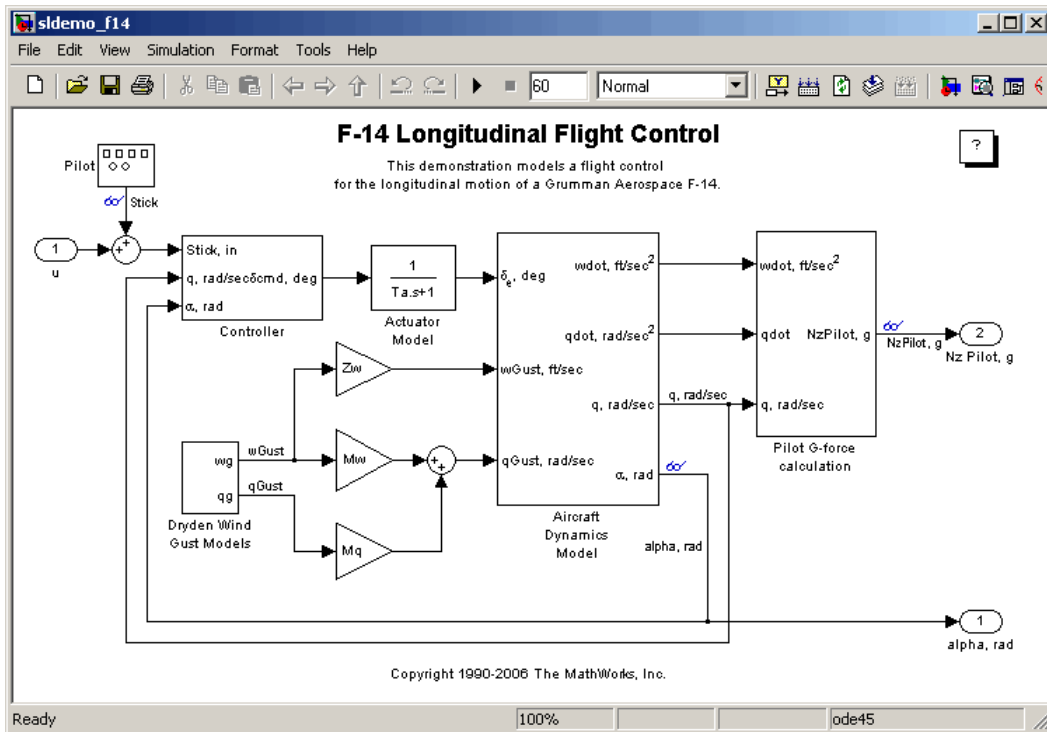 sldemo_f14
File Edit View Simulation Format Tools Help
60 Normal
F-14 Longitudinal Flight Control
This demonstration models a flight control
for the longitudinal motion of a Grumman Aerospace F-14.
?
Pilot
Stick
1
u
+
+
Stick, in
q, rad/secδcmd, deg
α, rad
Controller
1
Ta.s+1
Actuator
Model
δe, deg
wGust, ft/sec
qGust, rad/sec
wdot, ft/sec²
qdot, rad/sec²
q, rad/sec
α, rad
Aircraft
Dynamics
Model
q, rad/sec
alpha, rad
wdot, ft/sec²
qdot
q, rad/sec
NzPilot, g
Pilot G-force
calculation
NzPilot, g
2
Nz Pilot, g
Zw
Mw
Mq
+
+
wg
qg
wGust
qGust
Dryden Wind
Gust Models
1
alpha, rad
Copyright 1990-2006 The MathWorks, Inc.
Ready 100% ode45